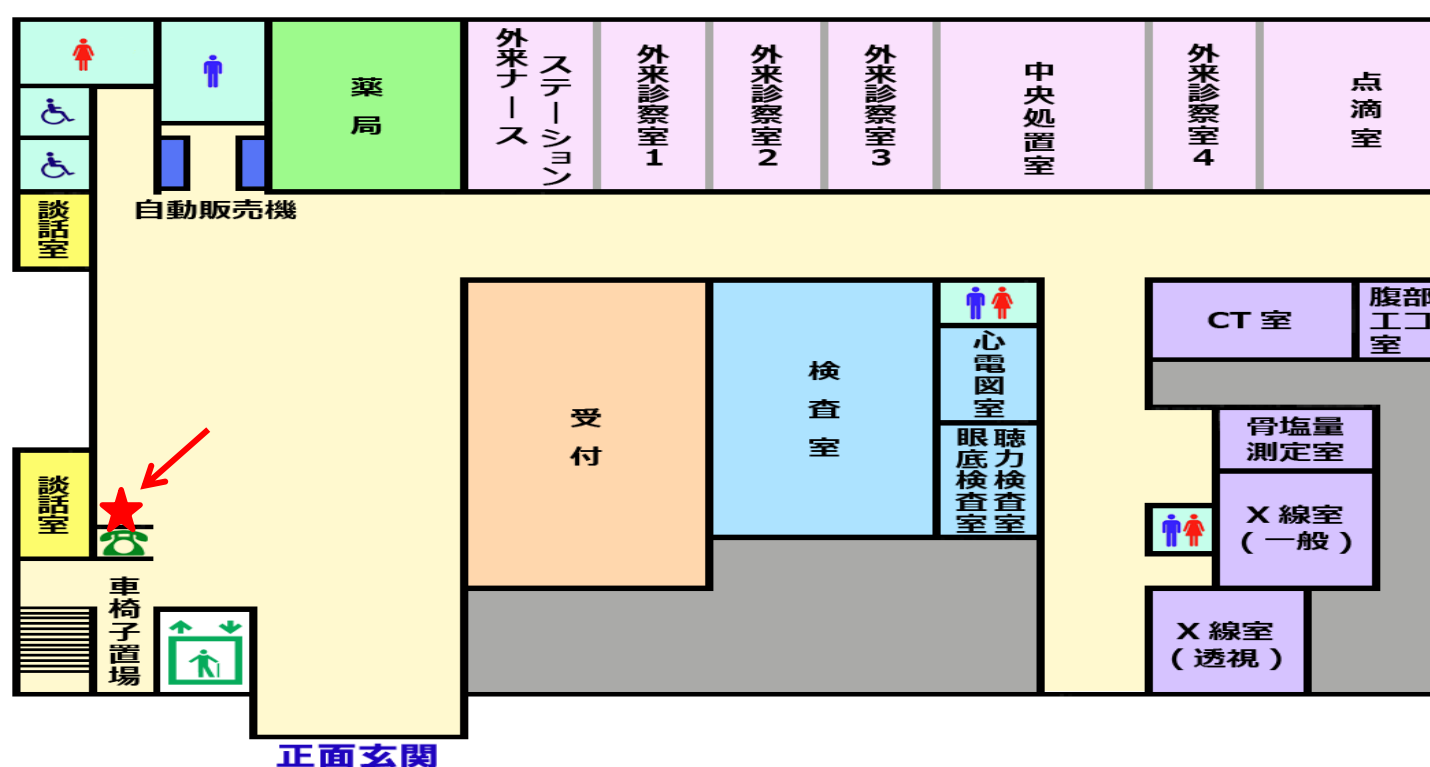 薬局
外来ナース
ステーション
外来診察室1
外来診察室2
外来診察室3
中央処置室
外来診察室4
点滴室
談話室
自動販売機
受付
検査室
心電図室
聴力検査室
眼底検査室
CT 室
腹部
エコ
室
骨塩量
測定室
X 線室
(一般)
X 線室
(透視)
談話室
車椅子置場
正面玄関